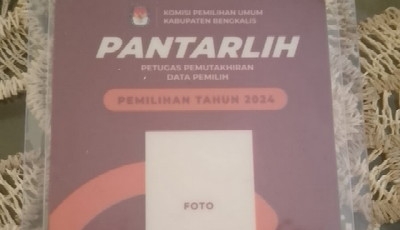 KOMISI PEMILIHAN UMUM
KABUPATEN BENGKALIS
PANTARLIH
PETUGAS PEMUTAKHIRAN
DATA PEMILIH
PEMILIHAN TAHUN 2024
FOTO